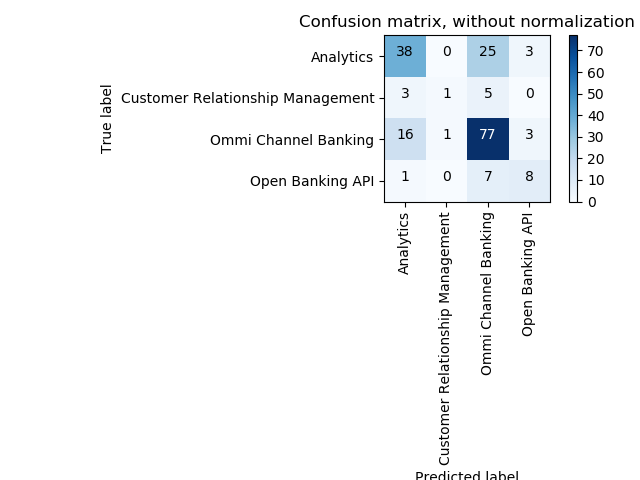 Confusion matrix, without normalization
True label
Analytics 38 0 25 3
Customer Relationship Management 3 1 5 0
Ommi Channel Banking 16 1 77 3
Open Banking API 1 0 7 8
Analytics
Customer Relationship Management
Ommi Channel Banking
Open Banking API
Predicted label
70
60
50
40
30
20
10
0